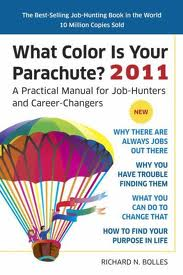 The Best-Selling Job-Hunting Book in the World
10 Million Copies Sold
What Color Is Your
Parachute? 2011
A Practical Manual for Job-Hunters
and Career-Changers
NEW
WHY THERE ARE
ALWAYS JOBS
OUT THERE
WHY YOU
HAVE TROUBLE
FINDING THEM
WHAT YOU
CAN DO TO
CHANGE THAT
HOW TO FIND YOUR
PURPOSE IN LIFE
RICHARD N. BOLLES